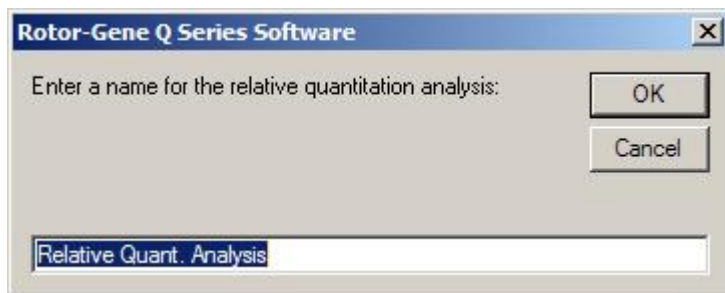 Rotor-Gene Q Series Software
Enter a name for the relative quantitation analysis:
OK
Cancel
Relative Quant. Analysis